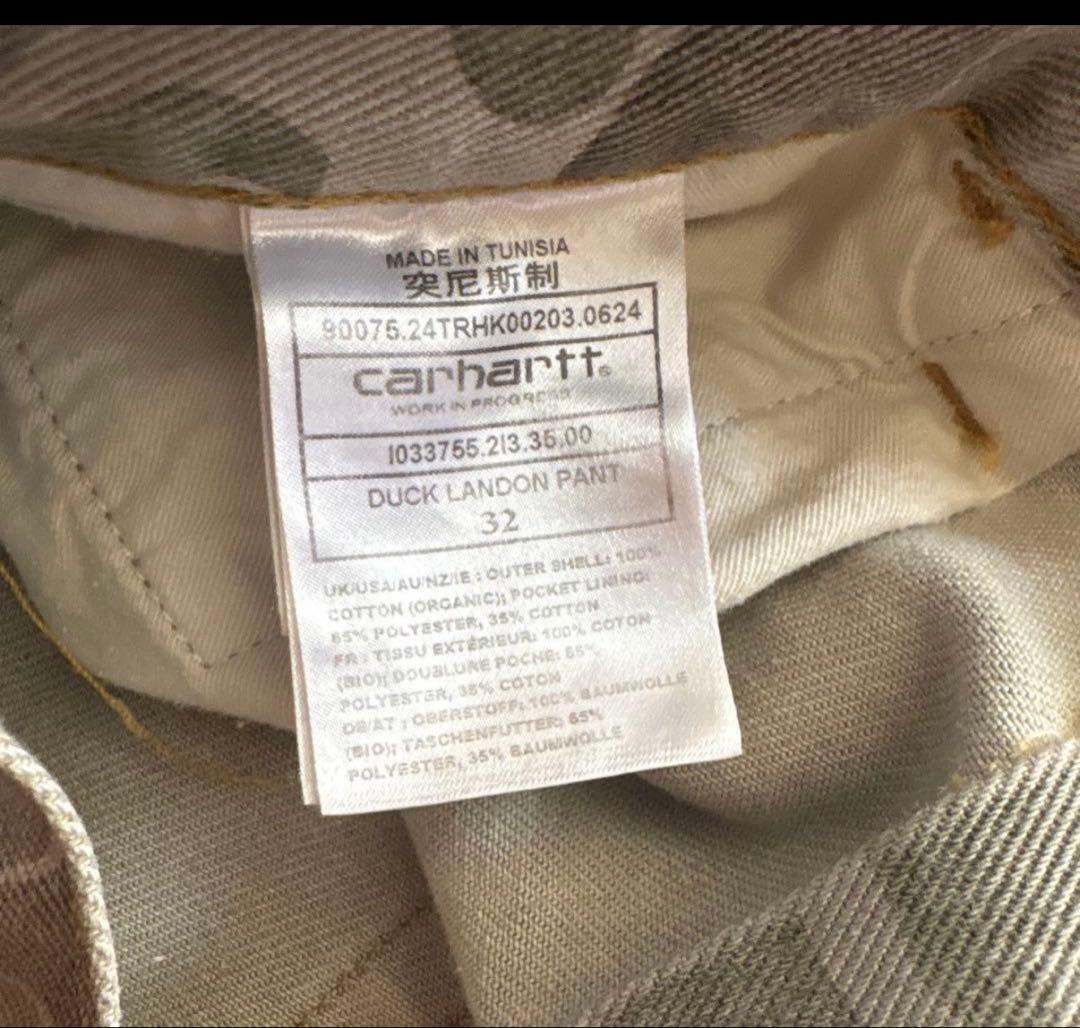 MADE IN TUNISIA
突尼斯制
90075.24TRHK00203.0624
carhartt®
WORK IN PROGRESS
I033755.2I3.35.00
DUCK LANDON PANT
32
UK/USA/AU/NZ/IE : OUTER SHELL: 100%
COTTON (ORGANIC); POCKET LINING:
65% POLYESTER, 35% COTTON
FR : TISSU EXTÉRIEUR: 100% COTON
(BIO); DOUBLURE POCHE: 65%
POLYESTER, 35% COTON
DE/AT : OBERSTOFF: 100% BAUMWOLLE
(BIO); TASCHENFUTTER: 65%
POLYESTER, 35% BAUMWOLLE